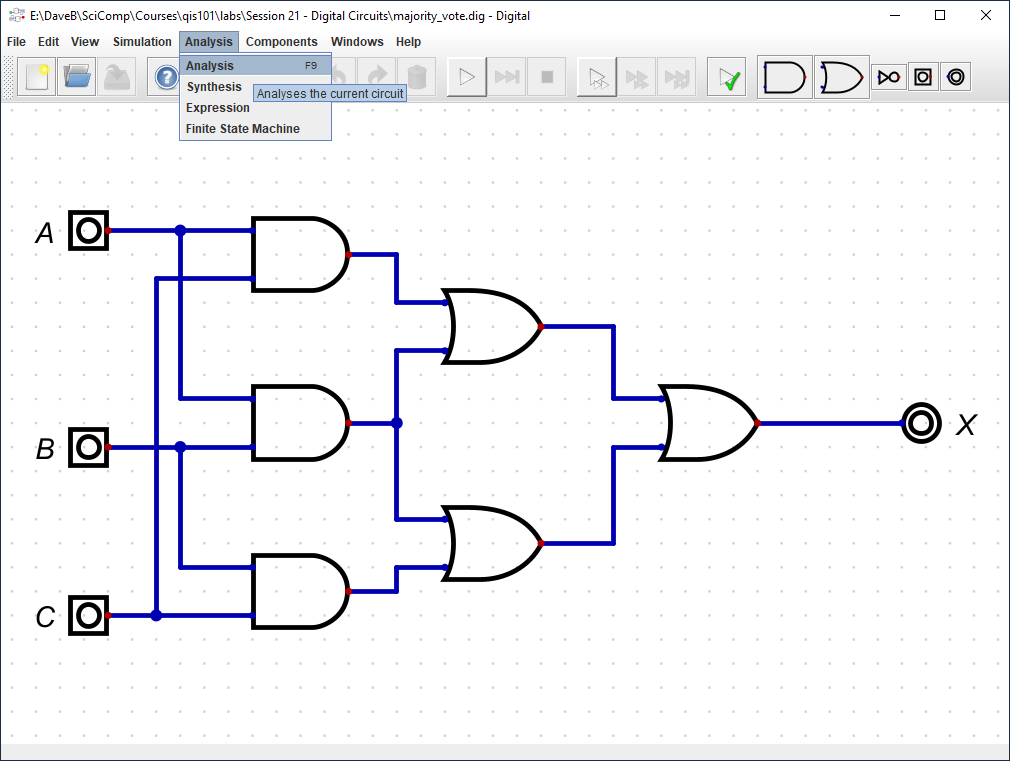 E:\DaveB\SciComp\Courses\qis101\labs\Session 21 - Digital Circuits\majority_vote.dig - Digital
File Edit View Simulation Analysis Components Windows Help
Analysis F9
Synthesis
Analyses the current circuit
Expression
Finite State Machine
A
B
X
C